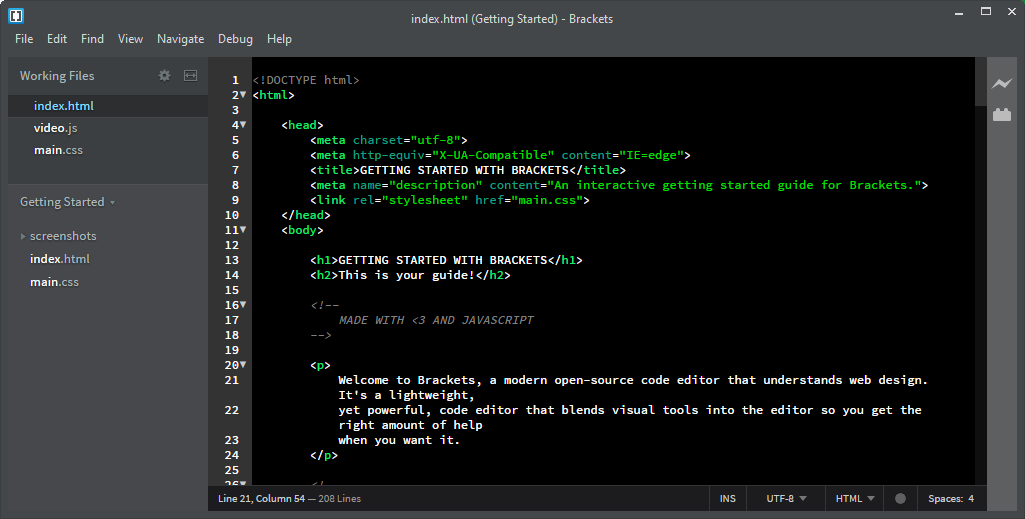 index.html (Getting Started) - Brackets
File Edit Find View Navigate Debug Help
Working Files
index.html
video.js
main.css
Getting Started
screenshots
index.html
main.css
1 <!DOCTYPE html>
2 <html>
3
4 <head>
5 <meta charset="utf-8">
6 <meta http-equiv="X-UA-Compatible" content="IE=edge">
7 <title>GETTING STARTED WITH BRACKETS</title>
8 <meta name="description" content="An interactive getting started guide for Brackets.">
9 <link rel="stylesheet" href="main.css">
10 </head>
11 <body>
12
13 <h1>GETTING STARTED WITH BRACKETS</h1>
14 <h2>This is your guide!</h2>
15
16 <!--
17 MADE WITH <3 AND JAVASCRIPT
18 -->
19
20 <p>
21 Welcome to Brackets, a modern open-source code editor that understands web design.
It's a lightweight,
22 yet powerful, code editor that blends visual tools into the editor so you get the
right amount of help
23 when you want it.
24 </p>
25
Line 21, Column 54 — 208 Lines
INS UTF-8 HTML Spaces: 4